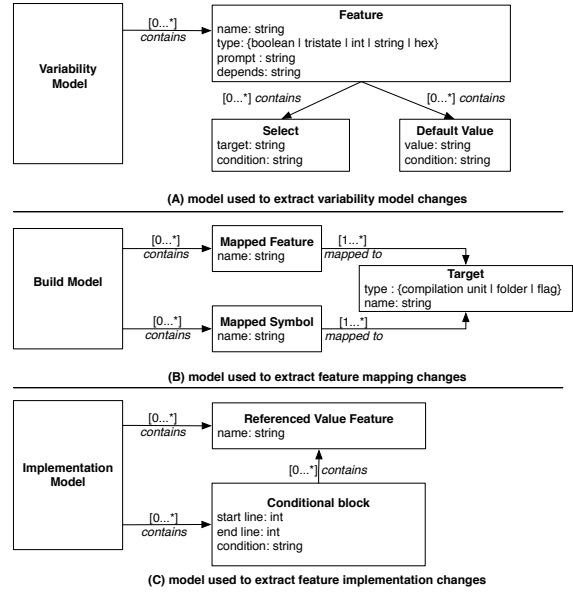 Variability
Model
[0...*]
contains
Feature
name: string
type: {boolean | tristate | int | string | hex}
prompt : string
depends: string
[0...*] contains
[0...*] contains
Select
target: string
condition: string
Default Value
value: string
condition: string
(A) model used to extract variability model changes
Build Model
[0...*]
contains
Mapped Feature
name: string
[1...*]
mapped to
Target
type : {compilation unit | folder | flag}
name: string
[0...*]
contains
Mapped Symbol
name: string
[1...*]
mapped to
(B) model used to extract feature mapping changes
Implementation
Model
[0...*]
contains
Referenced Value Feature
name: string
[0...*] contains
[0...*]
contains
Conditional block
start line: int
end line: int
condition: string
(C) model used to extract feature implementation changes